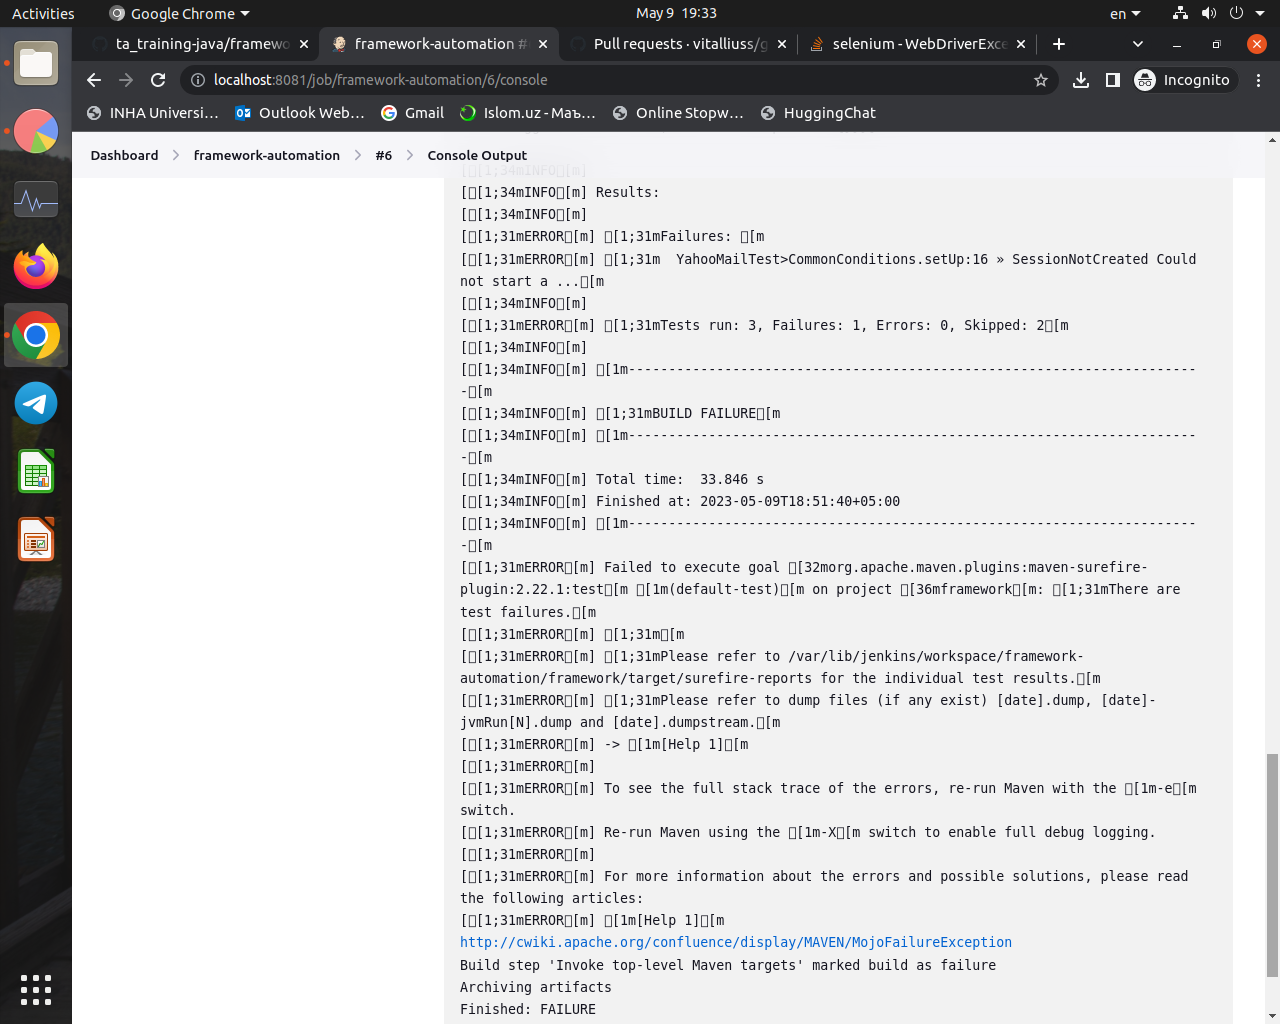 Activities
Google Chrome
May 9 19:33
en
ta_training-java/framewo
framework-automation #
Pull requests · vitalliuss/g
selenium - WebDriverExce
localhost:8081/job/framework-automation/6/console
Incognito
INHA Universi...
Outlook Web...
Gmail
Islom.uz - Маъ...
Online Stopw...
HuggingChat
Dashboard
framework-automation
#6
Console Output
[□[1;34mINFO□[m]
[□[1;34mINFO□[m] Results:
[□[1;34mINFO□[m]
[□[1;31mERROR□[m] □[1;31mFailures: □[m
[□[1;31mERROR□[m] □[1;31m  YahooMailTest>CommonConditions.setUp:16 » SessionNotCreated Could
not start a ...□[m
[□[1;34mINFO□[m]
[□[1;31mERROR□[m] □[1;31mTests run: 3, Failures: 1, Errors: 0, Skipped: 2□[m
[□[1;34mINFO□[m]
[□[1;34mINFO□[m] □[1m-----------------------------------------------------------------------
-□[m
[□[1;34mINFO□[m] □[1;31mBUILD FAILURE□[m
[□[1;34mINFO□[m] □[1m-----------------------------------------------------------------------
-□[m
[□[1;34mINFO□[m] Total time:  33.846 s
[□[1;34mINFO□[m] Finished at: 2023-05-09T18:51:40+05:00
[□[1;34mINFO□[m] □[1m-----------------------------------------------------------------------
-□[m
[□[1;31mERROR□[m] Failed to execute goal □[32morg.apache.maven.plugins:maven-surefire-
plugin:2.22.1:test□[m □[1m(default-test)□[m on project □[36mframework□[m: □[1;31mThere are
test failures.□[m
[□[1;31mERROR□[m] □[1;31m□[m
[□[1;31mERROR□[m] □[1;31mPlease refer to /var/lib/jenkins/workspace/framework-
automation/framework/target/surefire-reports for the individual test results.□[m
[□[1;31mERROR□[m] □[1;31mPlease refer to dump files (if any exist) [date].dump, [date]-
jvmRun[N].dump and [date].dumpstream.□[m
[□[1;31mERROR□[m] -> □[1m[Help 1]□[m
[□[1;31mERROR□[m]
[□[1;31mERROR□[m] To see the full stack trace of the errors, re-run Maven with the □[1m-e□[m
switch.
[□[1;31mERROR□[m] Re-run Maven using the □[1m-X□[m switch to enable full debug logging.
[□[1;31mERROR□[m]
[□[1;31mERROR□[m] For more information about the errors and possible solutions, please read
the following articles:
[□[1;31mERROR□[m] □[1m[Help 1]□[m
http://cwiki.apache.org/confluence/display/MAVEN/MojoFailureException
Build step 'Invoke top-level Maven targets' marked build as failure
Archiving artifacts
Finished: FAILURE